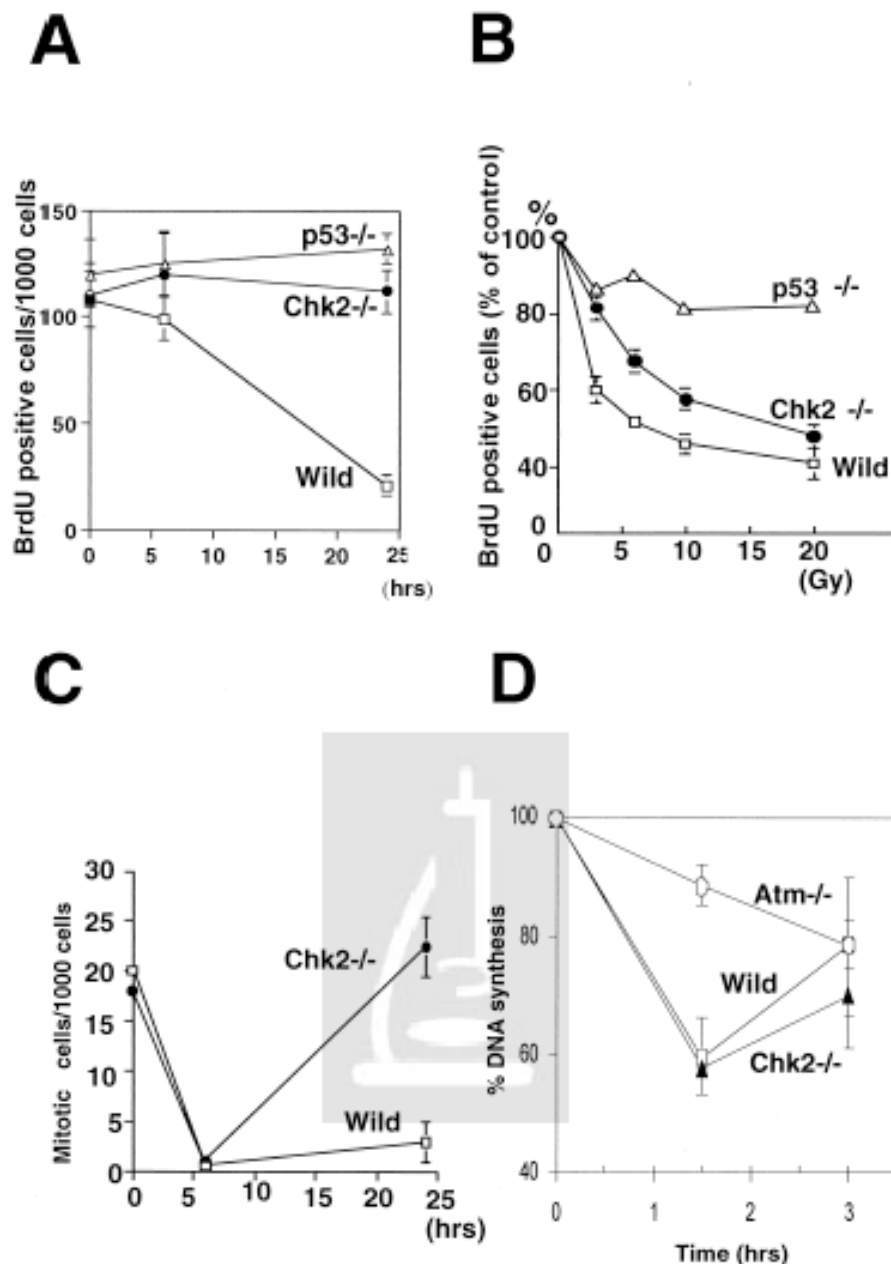 A
BrdU positive cells/1000 cells
150
100
50
0
p53-/-
Chk2-/-
Wild
0 5 10 15 20 25
(hrs)
B
BrdU positive cells (% of control)
%
100
80
60
40
0
p53 -/-
Chk2 -/-
Wild
0 5 10 20
(Gy)
C
Mitotic cells/1000 cells
30
25
20
15
10
5
0
Chk2-/-
Wild
0 5 10 15 20 25
(hrs)
D
% DNA synthesis
100
80
60
40
Atm-/-
Wild
Chk2-/-
0 1 2 3
Time (hrs)